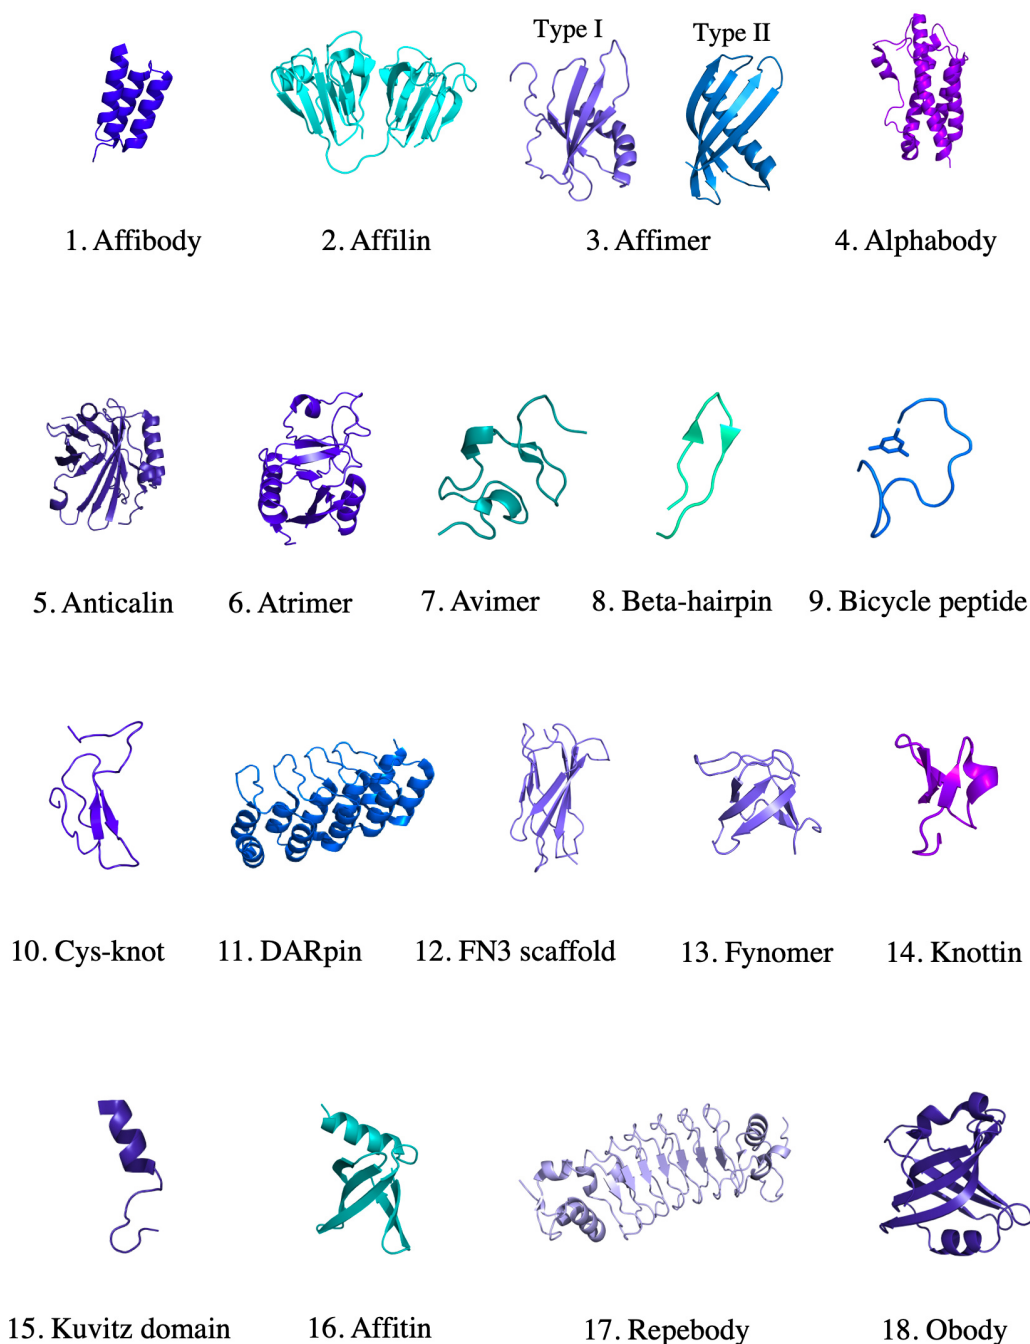 Type I
Type II
1. Affibody
2. Affilin
3. Affimer
4. Alphabody
5. Anticalin
6. Atrimer
7. Avimer
8. Beta-hairpin
9. Bicycle peptide
10. Cys-knot
11. DARpin
12. FN3 scaffold
13. Fynomer
14. Knottin
15. Kuvitz domain
16. Affitin
17. Repebody
18. Obody